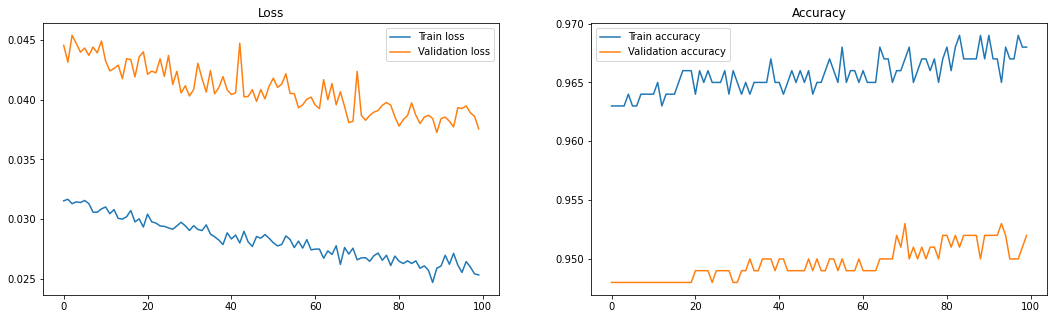 Loss
0.045
0.040
0.035
0.030
0.025
0 20 40 60 80 100
Train loss
Validation loss
Accuracy
0.970
0.965
0.960
0.955
0.950
0 20 40 60 80 100
Train accuracy
Validation accuracy